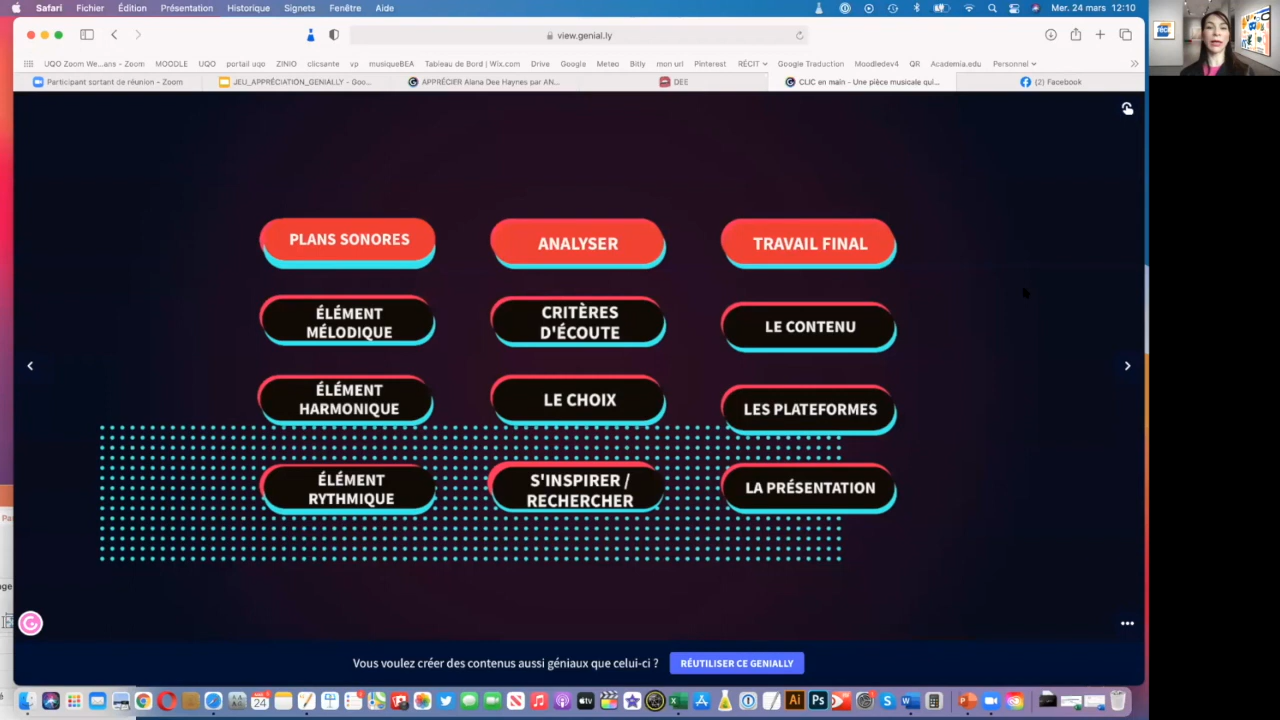 Safari Fichier Édition Présentation Historique Signets Fenêtre Aide Mer. 24 mars 12:10
view.genial.ly
UQO Zoom We...ans - Zoom MOODLE UQO portail uqo ZINIO clicsante vp musiqueBEA Tableau de Bord | Wix.com Drive Google Meteo Bitly mon url Pinterest RÉCIT Google Traduction Moodledev4 QR Academia.edu Personnel
Participant sortant de réunion - Zoom JEU_APPRÉCIATION_GENIALLY - Goo... APPRÉCIER Alana Dee Haynes par AN... DEE CLIC en main - Une pièce musicale qui... (2) Facebook
PLANS SONORES
ANALYSER
TRAVAIL FINAL
ÉLÉMENT
MÉLODIQUE
CRITÈRES
D'ÉCOUTE
LE CONTENU
ÉLÉMENT
HARMONIQUE
LE CHOIX
LES PLATEFORMES
ÉLÉMENT
RYTHMIQUE
S'INSPIRER /
RECHERCHER
LA PRÉSENTATION
Vous voulez créer des contenus aussi géniaux que celui-ci ? RÉUTILISER CE GENIALLY